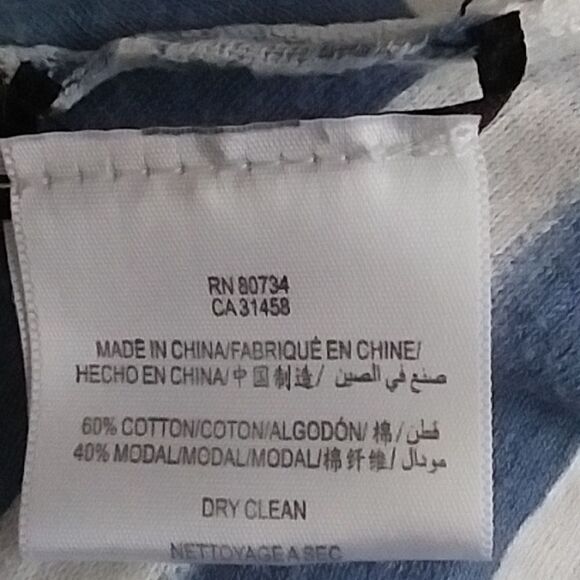 RN 80734
CA 31458
MADE IN CHINA/FABRIQUÉ EN CHINE/
HECHO EN CHINA/中国制造/ صنع في الصين
60% COTTON/COTON/ALGODÓN/棉/قطن
40% MODAL/MODAL/MODAL/棉纤维/مودال
DRY CLEAN
NETTOYAGE A SEC